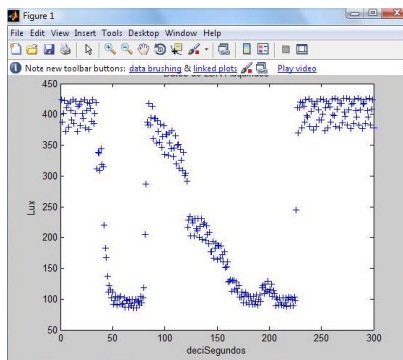 Figure 1
File Edit View Insert Tools Desktop Window Help
Note new toolbar buttons: data brushing & linked plots Play video
450
400
350
300
250
200
150
100
50
0 50 100 150 200 250 300
Lux
deciSegundos